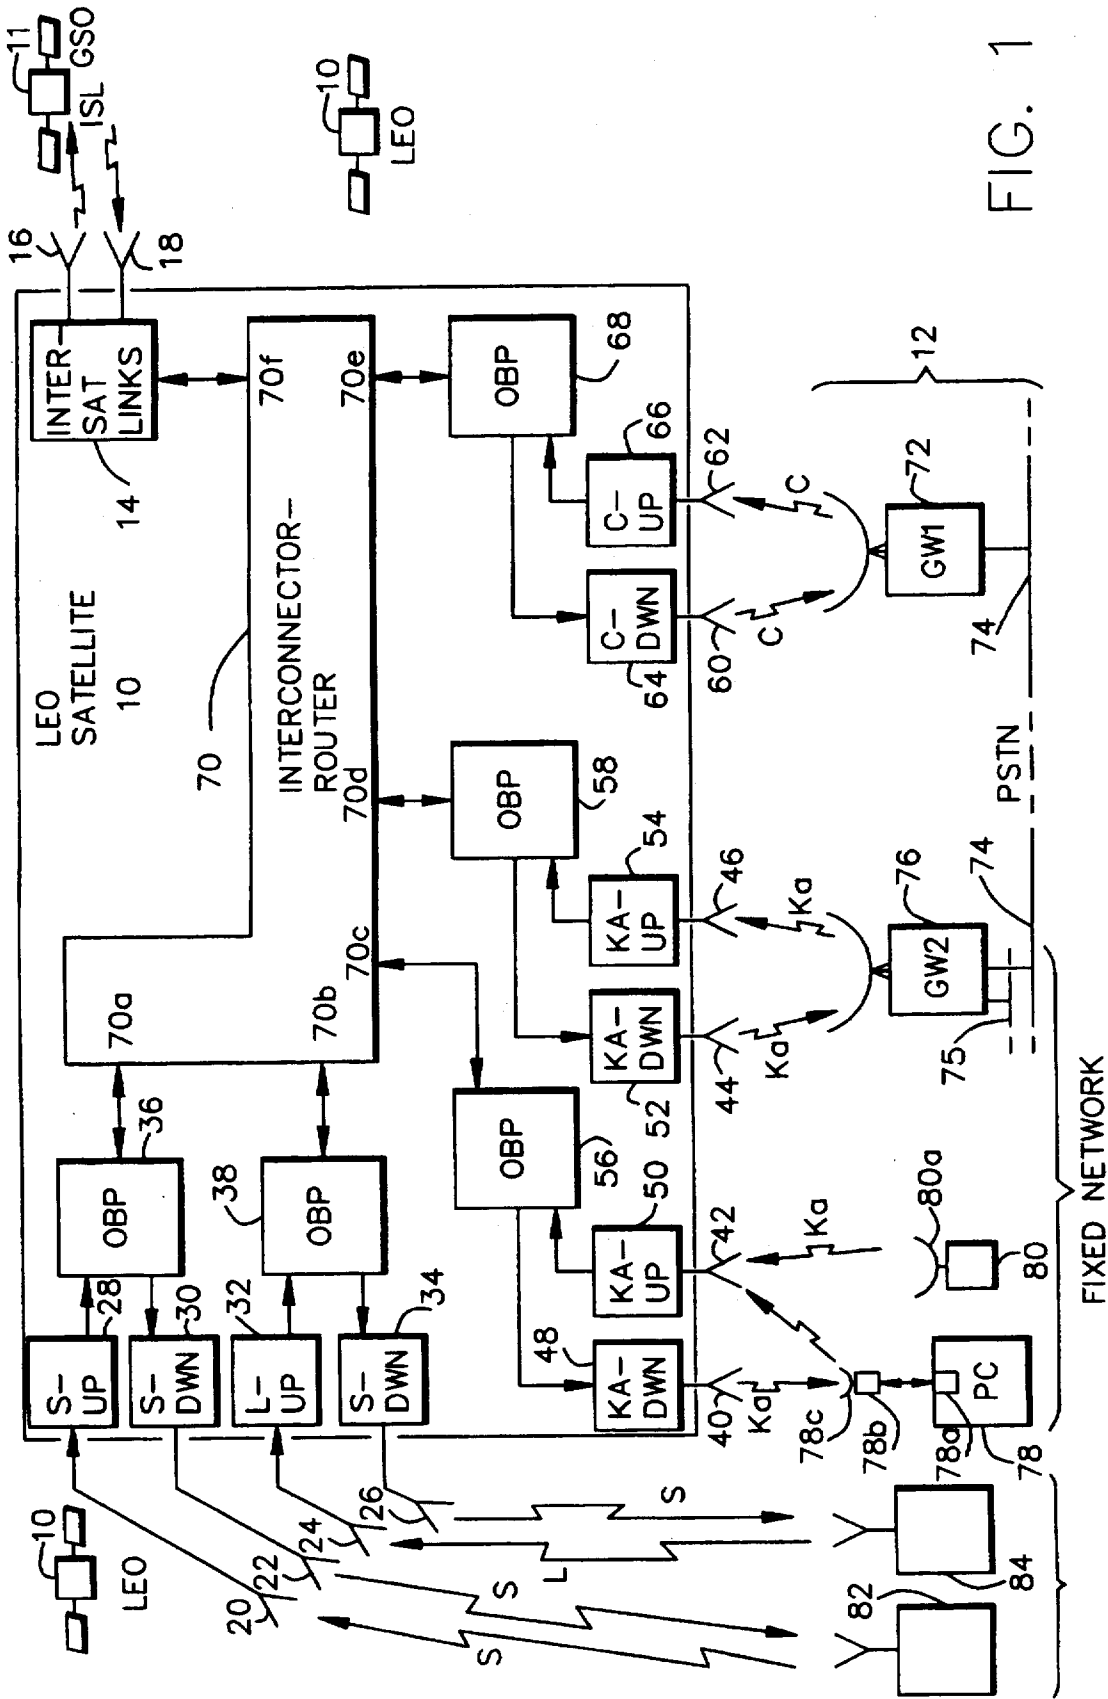 11
GSO
ISL
10
LEO
FIG. 1
16
18
INTER-
SAT
LINKS
14
LEO
SATELLITE
10
70
INTERCONNECTOR-
ROUTER
70a
70b
70c
70d
70e
70f
OBP
36
OBP
38
OBP
56
OBP
58
OBP
68
S-
UP
28
S-
DWN
30
L-
UP
32
S-
DWN
34
KA-
DWN
48
KA-
UP
50
KA-
DWN
52
KA-
UP
54
C-
DWN
64
C-
UP
66
10
LEO
20
22
24
26
40
42
44
46
60
62
S
S
L
S
Ka
Ka
Ka
Ka
C
C
82
84
78c
78b
78a
PC
78
80a
80
GW2
76
75
74
PSTN
GW1
72
74
12
FIXED NETWORK